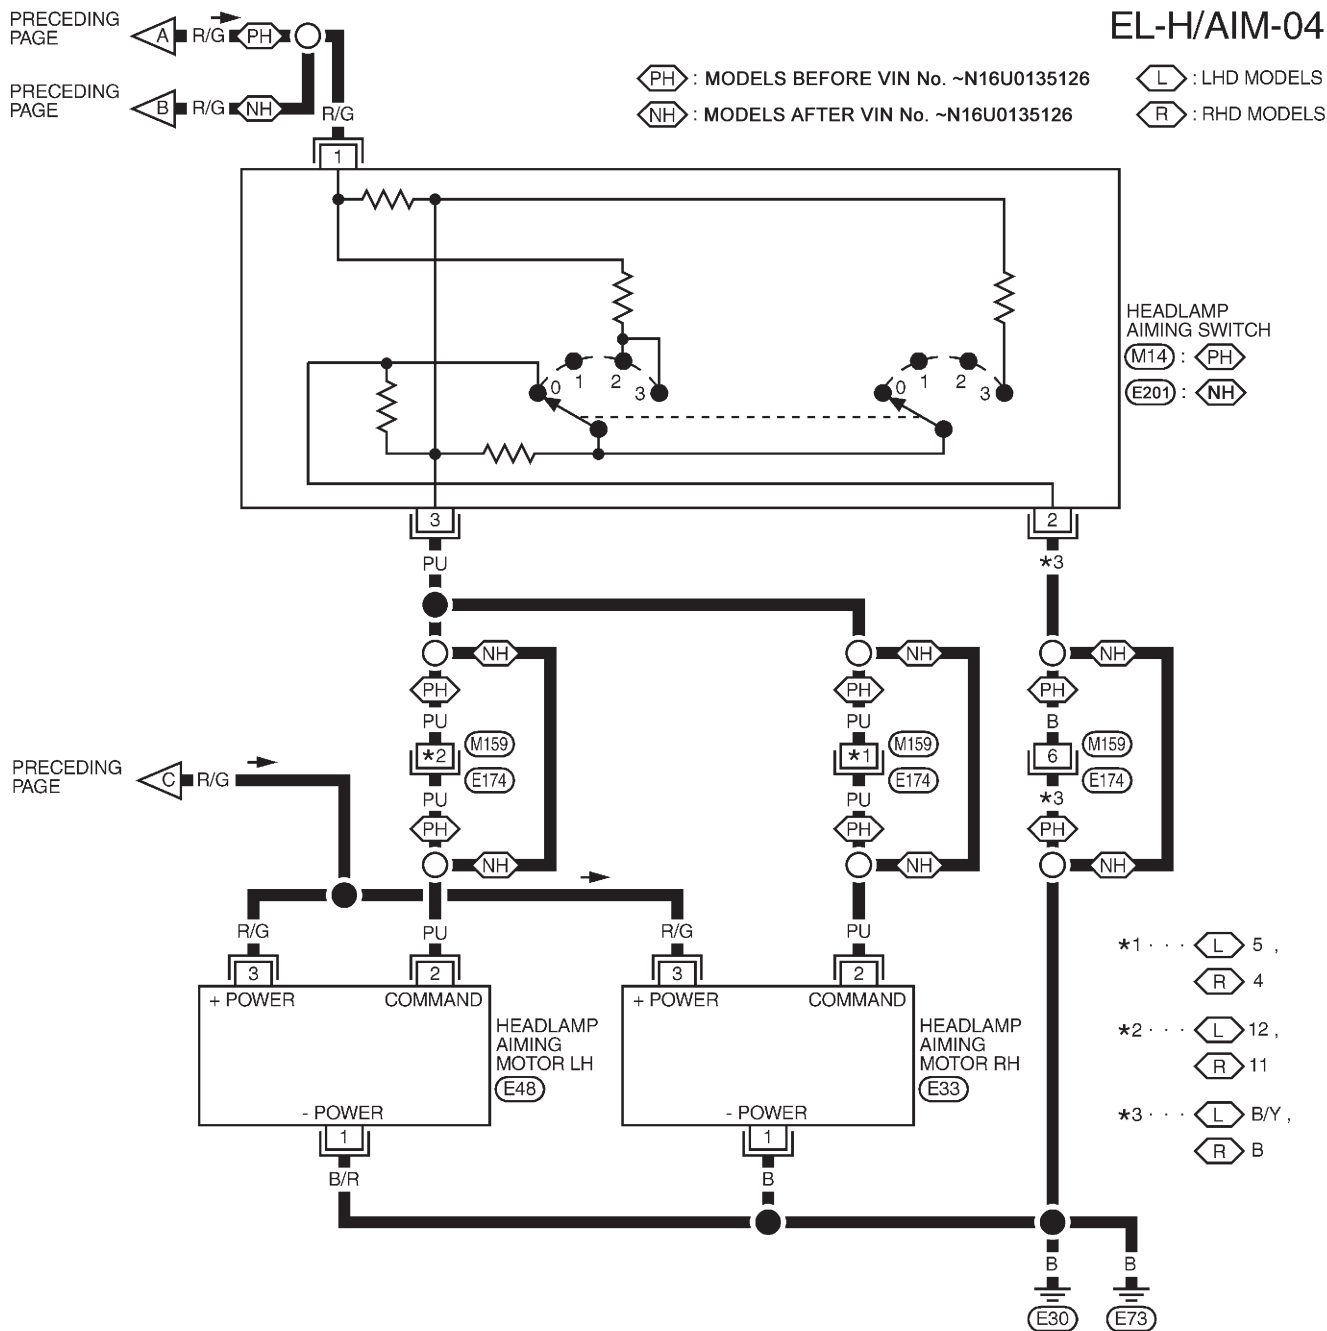 EL-H/AIM-04
PRECEDING
PAGE
A R/G PH
PRECEDING
PAGE
B R/G NH
R/G
PH : MODELS BEFORE VIN No. ~N16U0135126
NH : MODELS AFTER VIN No. ~N16U0135126
L : LHD MODELS
R : RHD MODELS
1
0 1 2 3
0 1 2 3
HEADLAMP
AIMING SWITCH
M14 : PH
E201 : NH
3
2
PU
*3
NH
NH
NH
PH
PH
PH
PU
PU
B
*2 M159
*1 M159
6 M159
E174
E174
E174
PU
PU
*3
PH
PH
PH
NH
NH
NH
PRECEDING
PAGE
C R/G
R/G
PU
R/G
PU
3
2
3
2
+ POWER
COMMAND
+ POWER
COMMAND
HEADLAMP
AIMING
MOTOR LH
E48
HEADLAMP
AIMING
MOTOR RH
E33
- POWER
- POWER
1
1
B/R
B
*1 · · · L 5 ,
R 4
*2 · · · L 12 ,
R 11
*3 · · · L B/Y ,
R B
B
B
E30
E73